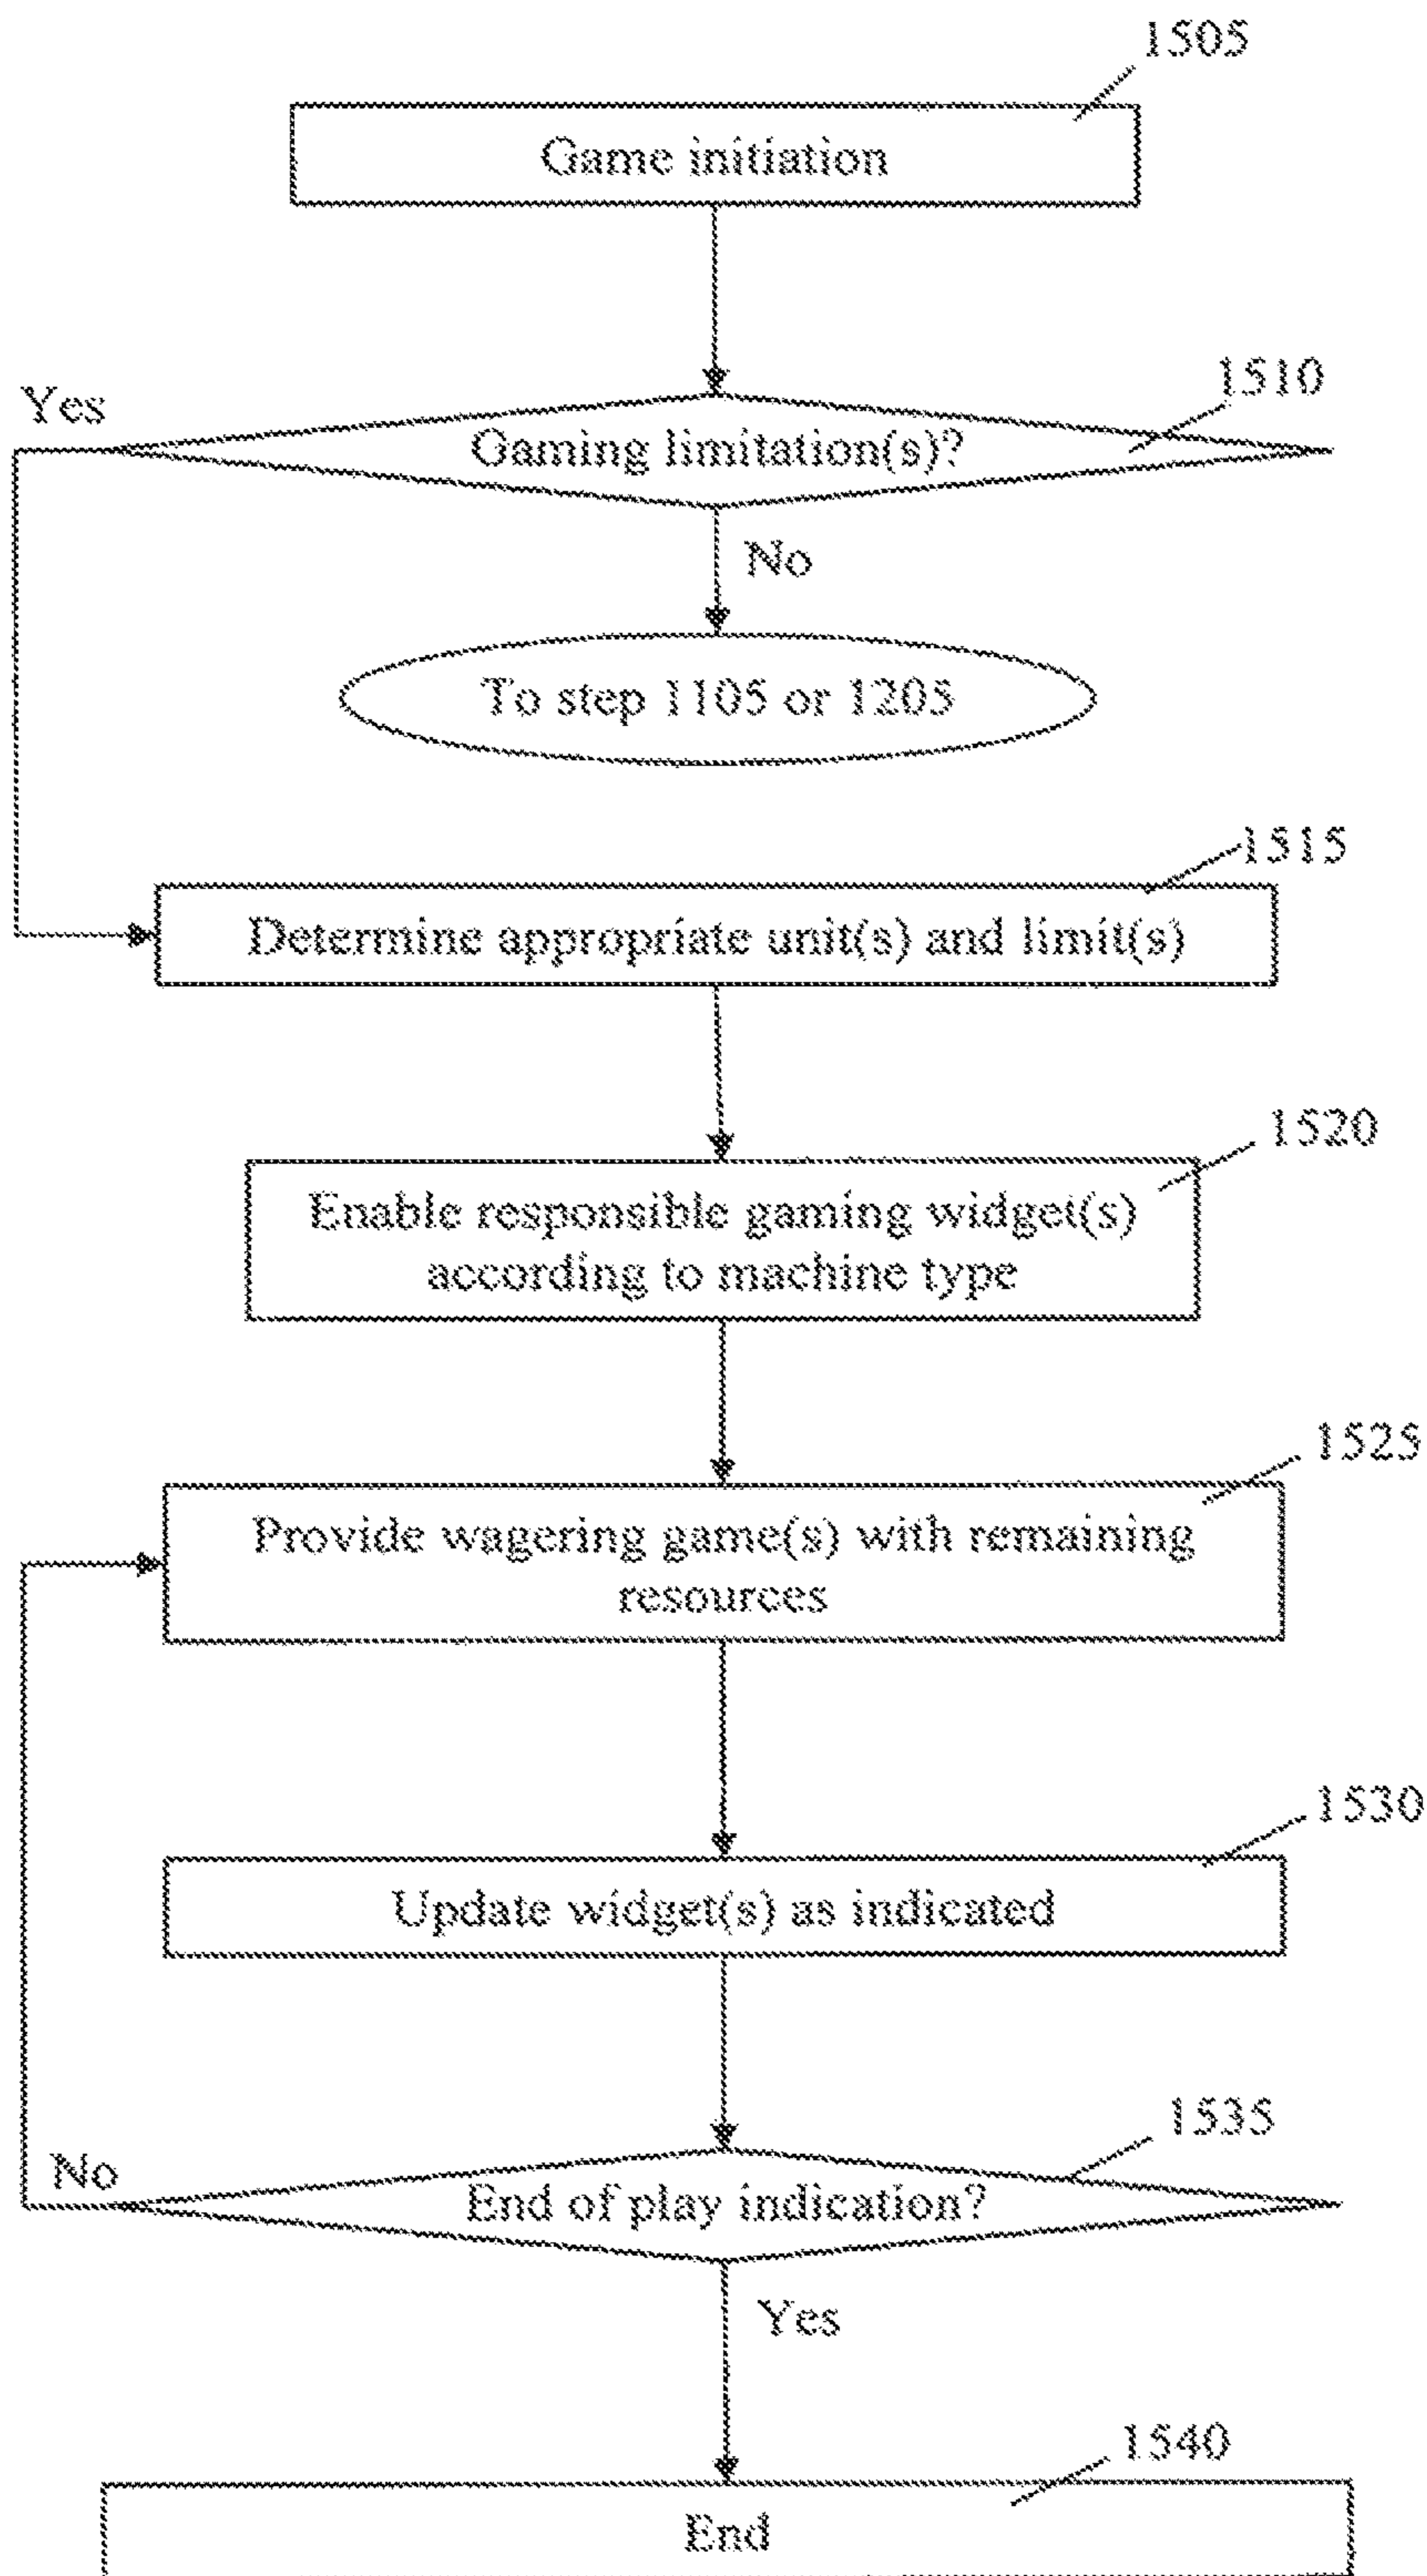 1505
Game initiation
1510
Yes
Gaming limitation(s)?
No
To step 1105 or 1205
1515
Determine appropriate unit(s) and limit(s)
1520
Enable responsible gaming widget(s)
according to machine type
1525
Provide wagering game(s) with remaining
resources
1530
Update widget(s) as indicated
1535
No
End of play indication?
Yes
1540
End